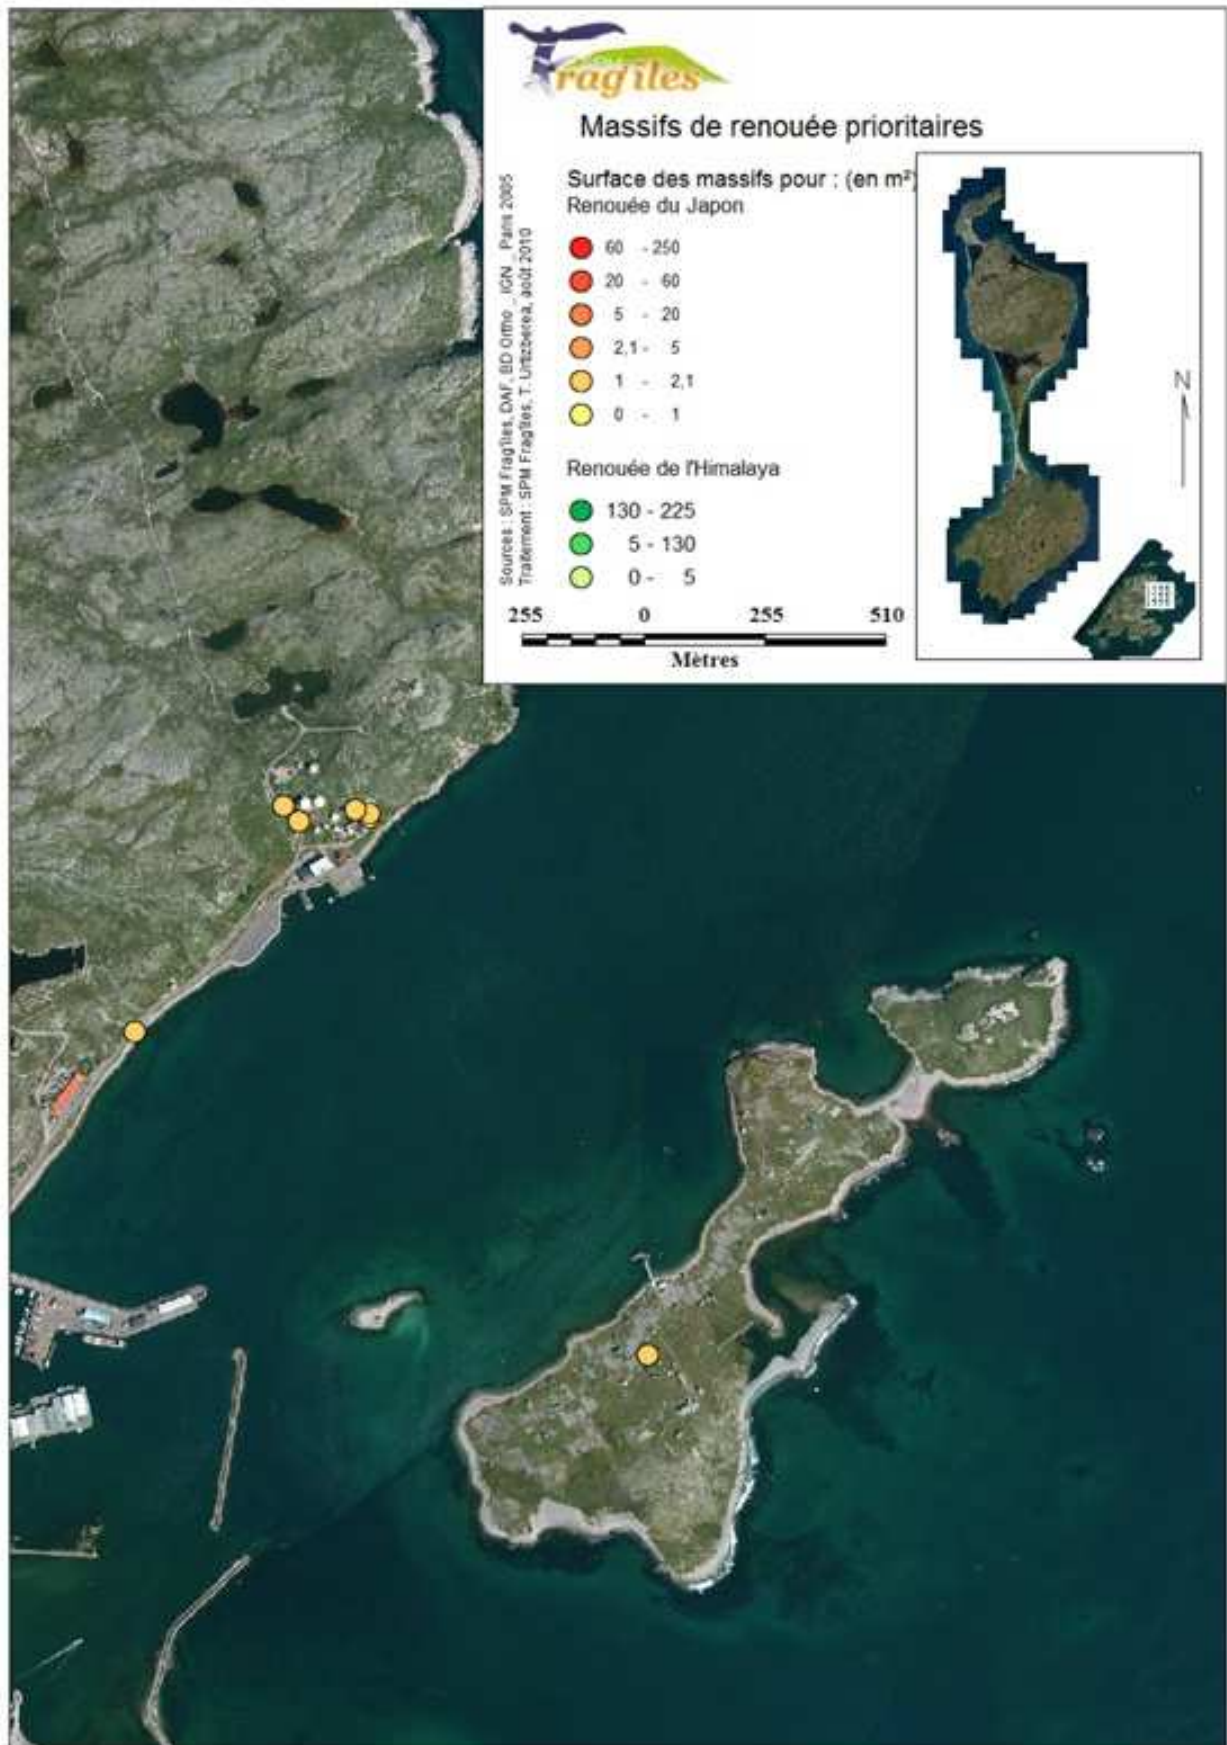 Frag'îles
Massifs de renouée prioritaires
Surface des massifs pour : (en m²)
Renouée du Japon
60 - 250
20 - 60
5 - 20
2,1 - 5
1 - 2,1
0 - 1
Renouée de l'Himalaya
130 - 225
5 - 130
0 - 5
255 0 255 510
Mètres
Sources : SPM Frag'îles, DAF, BD Ortho _ IGN _ Paris 2005
Traitement : SPM Frag'îles, T. Urtizberea, août 2010
N